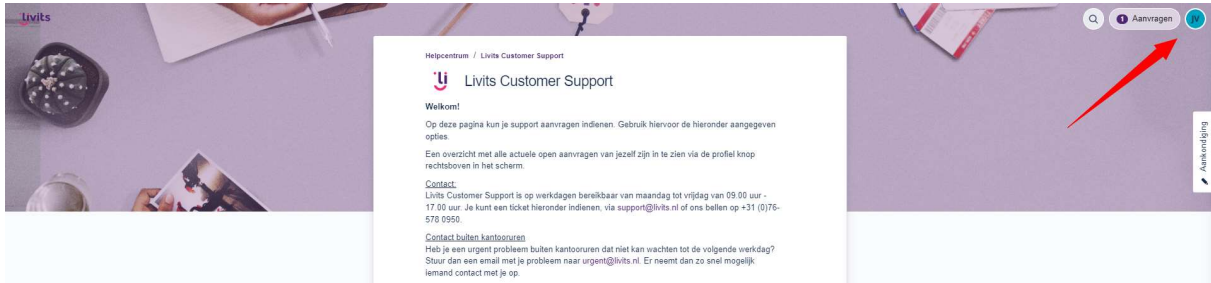 livits
1 Aanvragen JV
Helpcentrum / Livits Customer Support
li Livits Customer Support
Welkom!
Op deze pagina kun je support aanvragen indienen. Gebruik hiervoor de hieronder aangegeven
opties.
Een overzicht met alle actuele open aanvragen van jezelf zijn in te zien via de profiel knop
rechtsboven in het scherm.
Contact:
Livits Customer Support is op werkdagen bereikbaar van maandag tot vrijdag van 09.00 uur -
17.00 uur. Je kunt een ticket hieronder indienen, via support@livits.nl of ons bellen op +31 (0)76-
578 0950.
Contact buiten kantooruren
Heb je een urgent probleem buiten kantooruren dat niet kan wachten tot de volgende werkdag?
Stuur dan een email met je probleem naar urgent@livits.nl. Er neemt dan zo snel mogelijk
iemand contact met je op.
Aankondiging